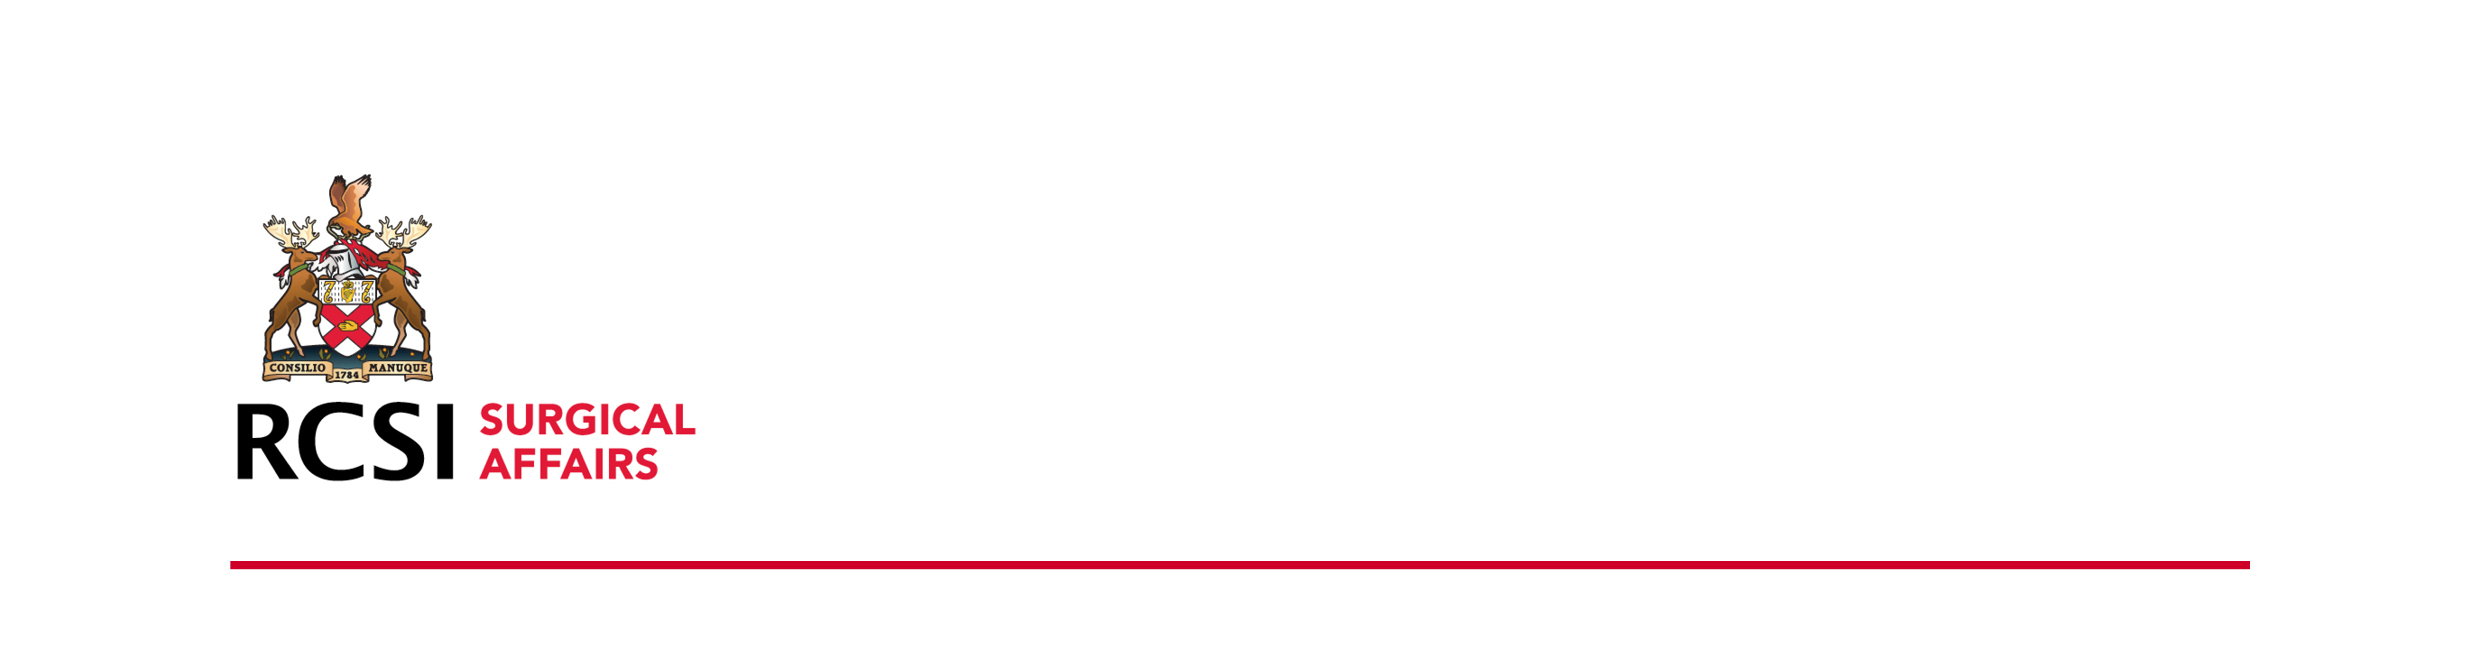 CONSILIO 1784 MANUQUE
RCSI SURGICAL
AFFAIRS